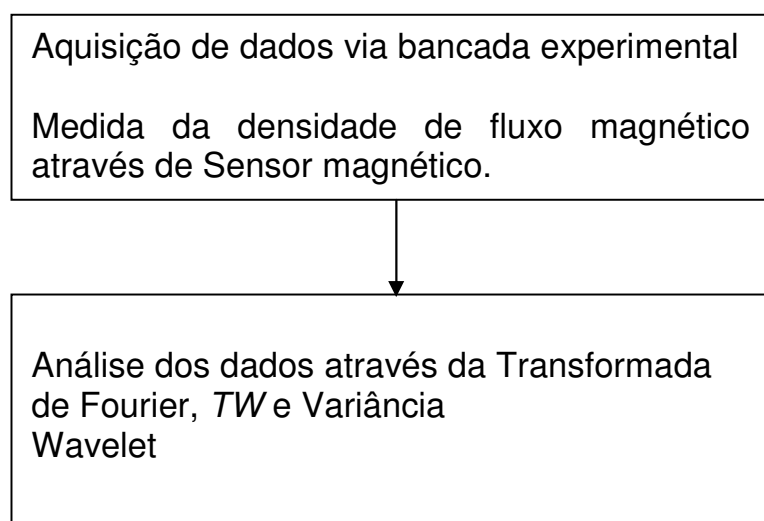 Aquisição de dados via bancada experimental
Medida da densidade de fluxo magnético
através de Sensor magnético.
Análise dos dados através da Transformada
de Fourier, TW e Variância
Wavelet